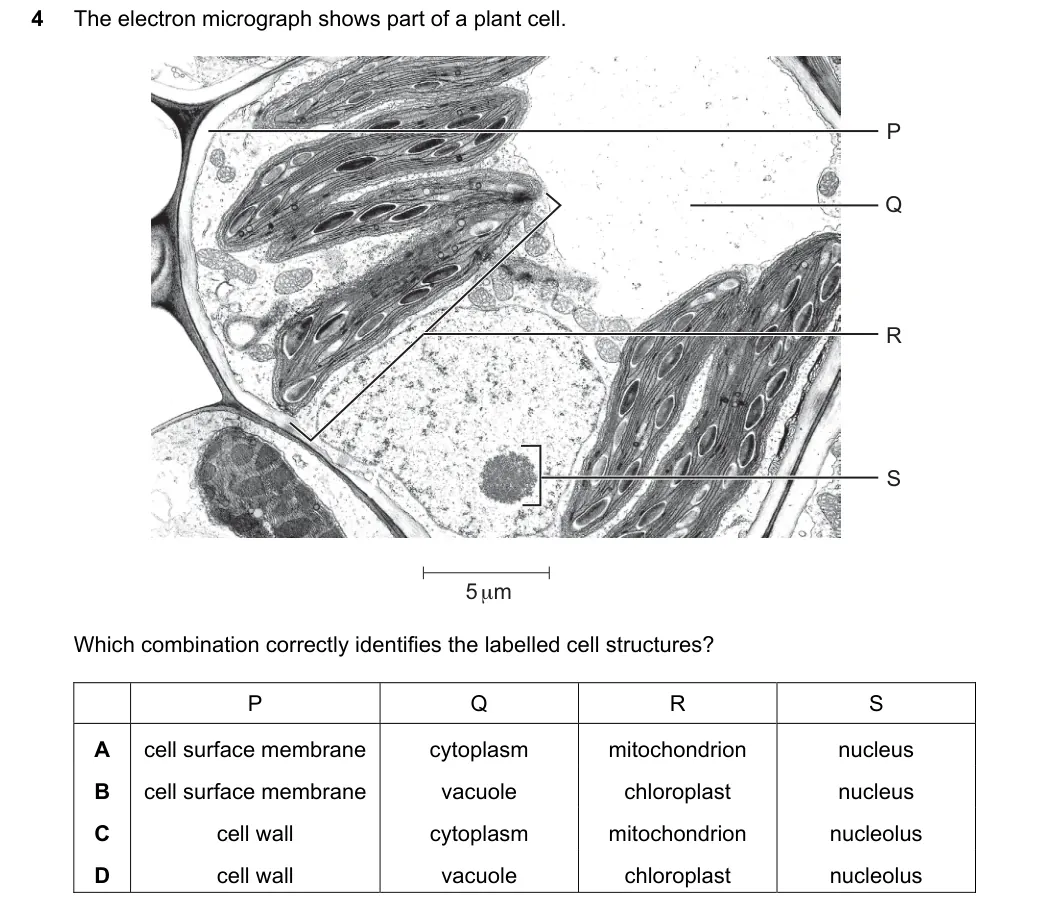 4 The electron micrograph shows part of a plant cell.
P
Q
R
S
5 μm
Which combination correctly identifies the labelled cell structures?
P Q R S
A cell surface membrane cytoplasm mitochondrion nucleus
B cell surface membrane vacuole chloroplast nucleus
C cell wall cytoplasm mitochondrion nucleolus
D cell wall vacuole chloroplast nucleolus